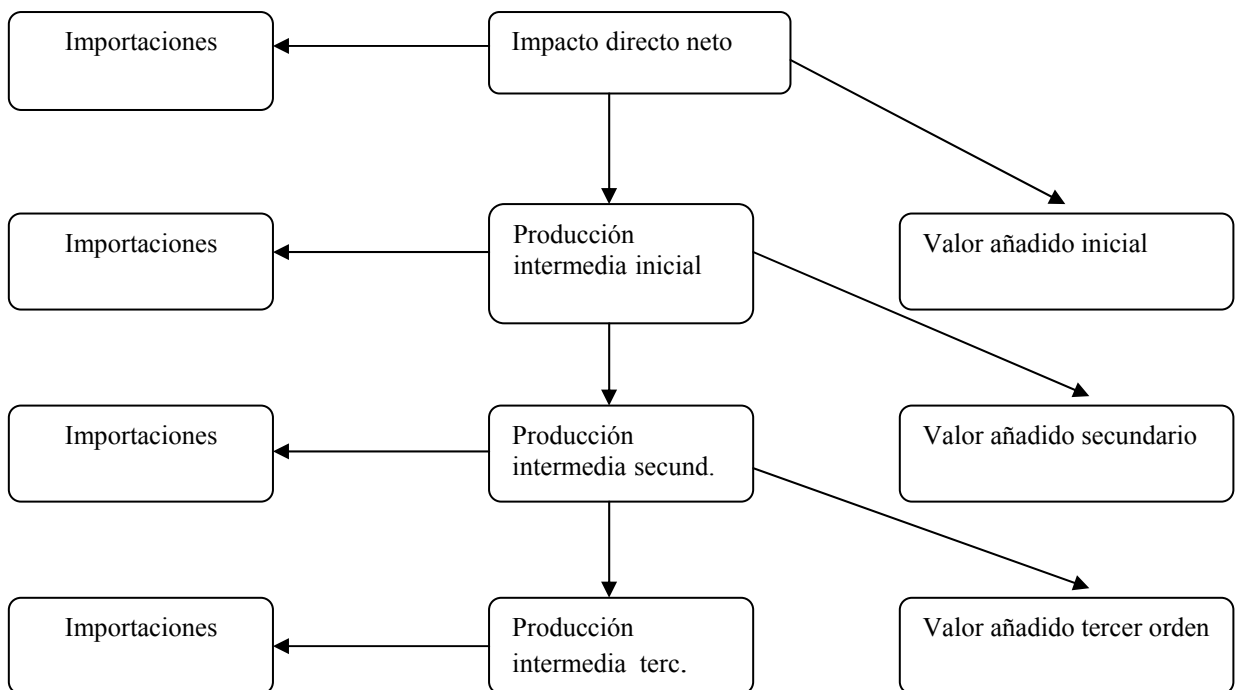 Importaciones
Impacto directo neto
Importaciones
Producción
intermedia inicial
Valor añadido inicial
Importaciones
Producción
intermedia secund.
Valor añadido secundario
Importaciones
Producción
intermedia terc.
Valor añadido tercer orden